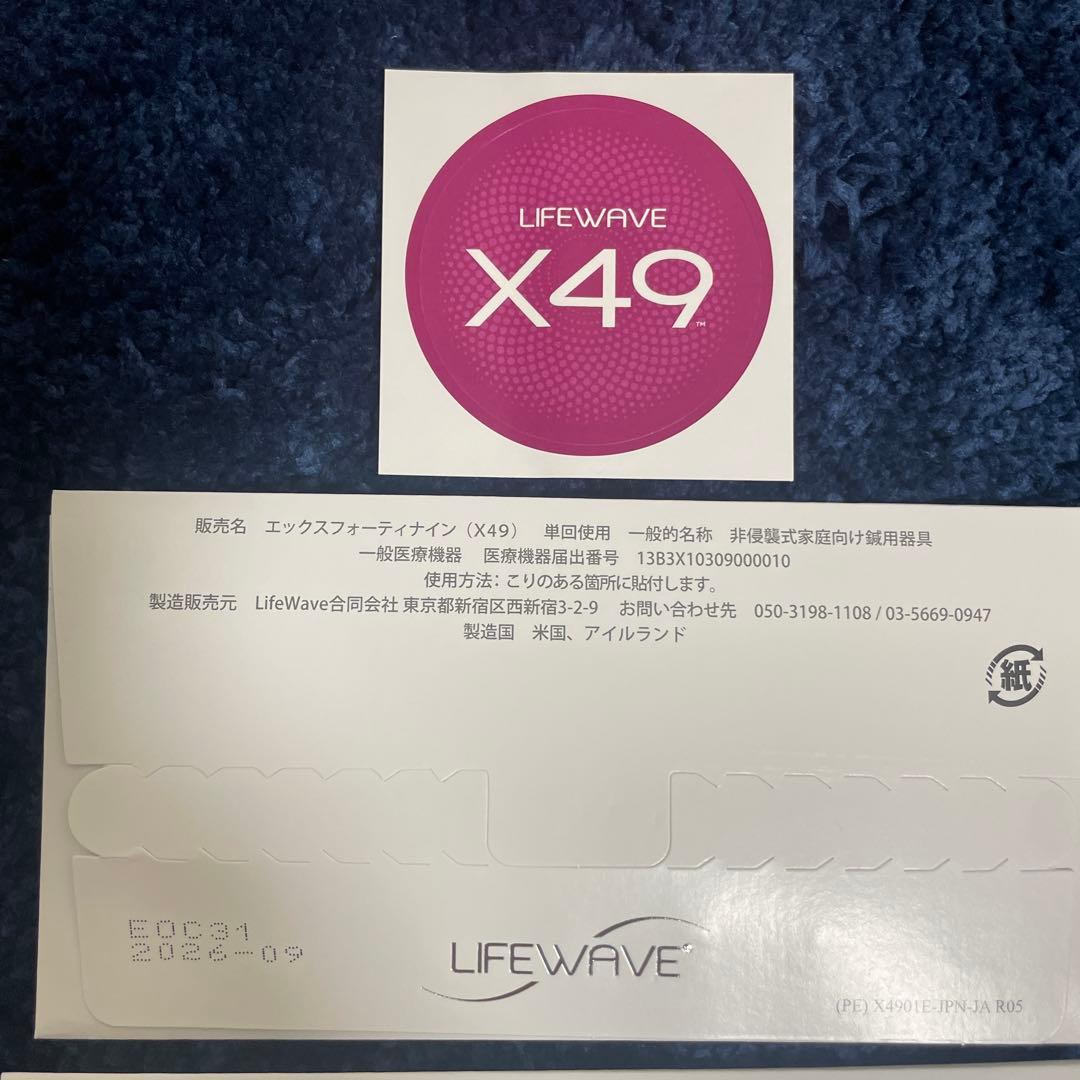 LIFEWAVE
X49™
販売名 エックスフォーティナイン（X49） 単回使用 一般的名称 非侵襲式家庭向け鍼用器具
一般医療機器 医療機器届出番号 13B3X10309000010
使用方法：こりのある箇所に貼付します。
製造販売元 LifeWave合同会社 東京都新宿区西新宿3-2-9 お問い合わせ先 050-3198-1108 / 03-5669-0947
製造国 米国、アイルランド
紙
E0C31
2026-09
LIFEWAVE
(PE) X4901E-JPN-JA R05